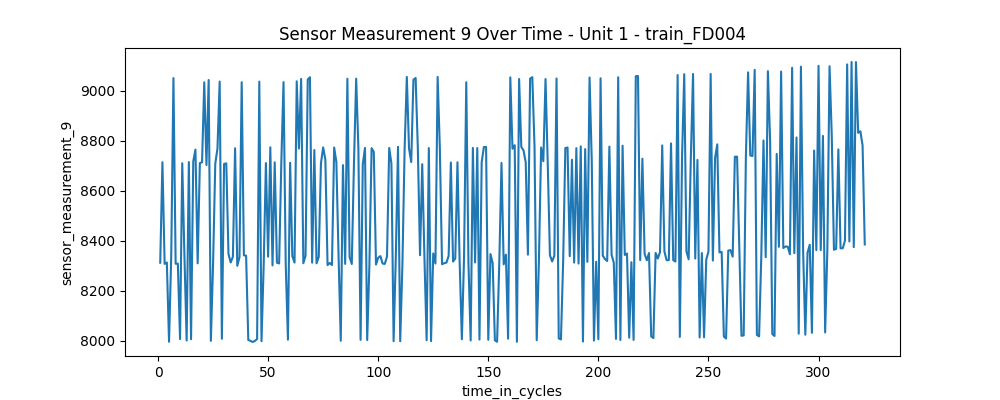 Sensor Measurement 9 Over Time - Unit 1 - train_FD004
sensor_measurement_9
9000
8800
8600
8400
8200
8000
0 50 100 150 200 250 300
time_in_cycles